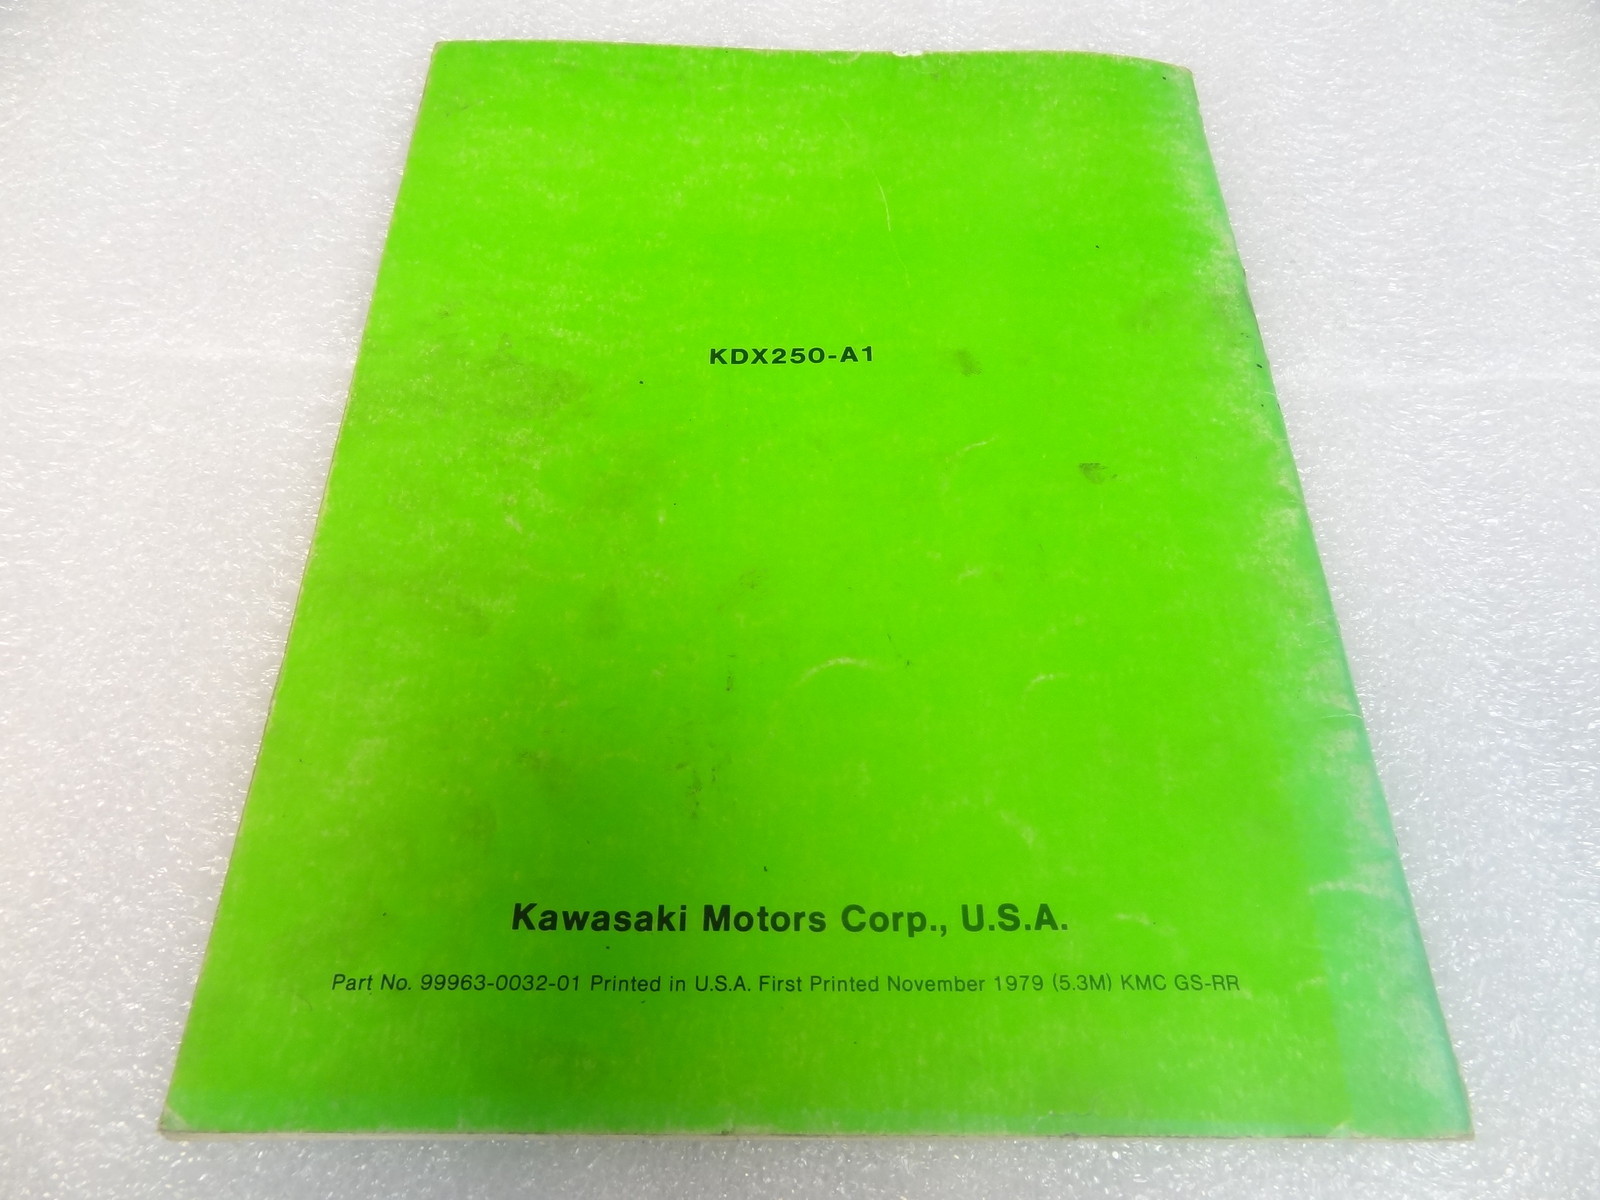 KDX250-A1
Kawasaki Motors Corp., U.S.A.
Part No. 99963-0032-01 Printed in U.S.A. First Printed November 1979 (5.3M) KMC GS-RR